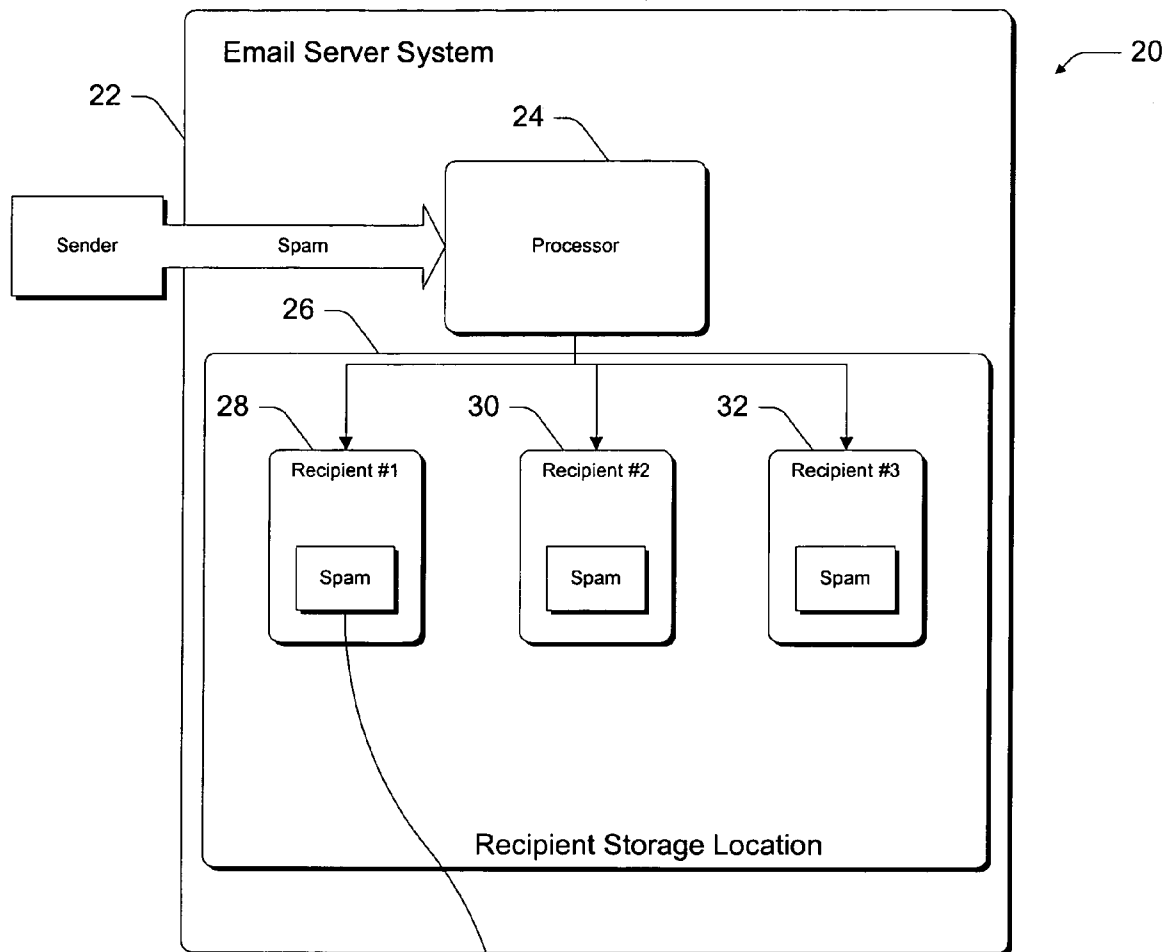 Email Server System
20
22
24
Sender
Spam
Processor
26
28
30
32
Recipient #1
Recipient #2
Recipient #3
Spam
Spam
Spam
Recipient Storage Location